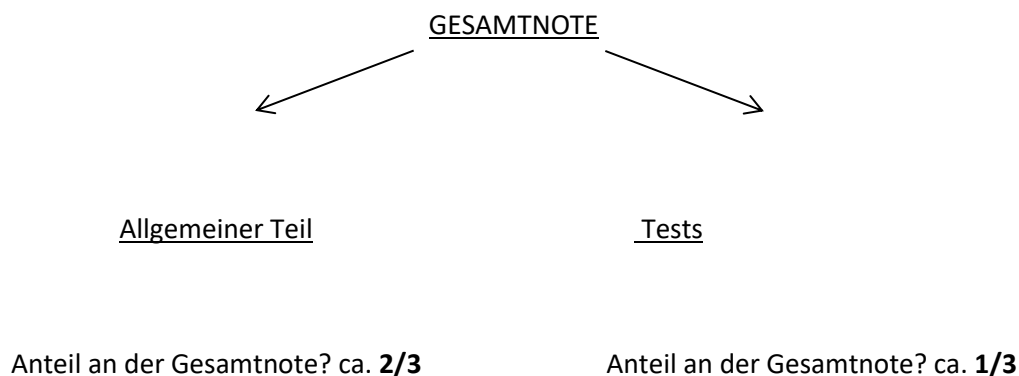 GESAMTNOTE
Allgemeiner Teil
Tests
Anteil an der Gesamtnote? ca. 2/3
Anteil an der Gesamtnote? ca. 1/3